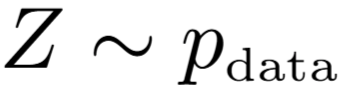 Z ∼ p_data